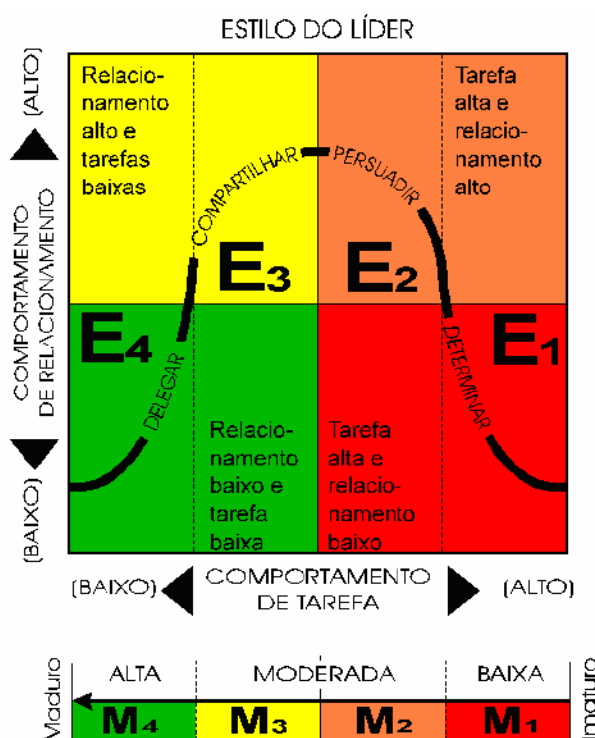 ESTILO DO LÍDER
(ALTO)
COMPORTAMENTO
DE RELACIONAMENTO
(BAIXO)
Relacio-
namento
alto e
tarefas
baixas
Tarefa
alta e
relacio-
namento
alto
COMPARTILHAR
PERSUADIR
E3
E2
E4
E1
DELEGAR
DETERMINAR
Relacio-
namento
baixo e
tarefa
baixa
Tarefa
alta e
relacio-
namento
baixo
(BAIXO)
COMPORTAMENTO
DE TAREFA
(ALTO)
Maduro
ALTA
MODERADA
BAIXA
Imaturo
M4
M3
M2
M1